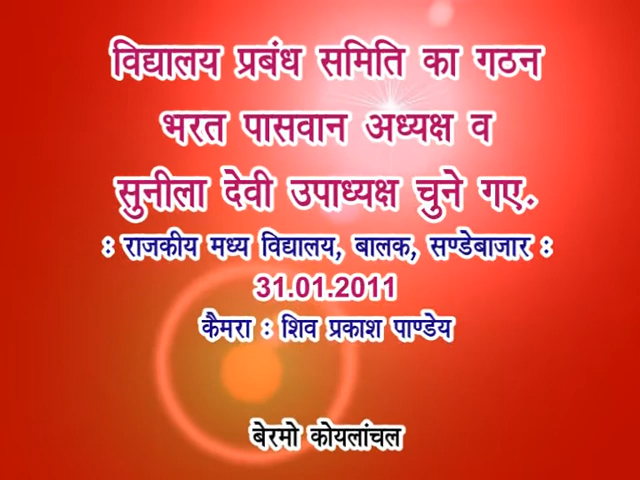 विद्यालय प्रबंध समिति का गठन
भरत पासवान अध्यक्ष व
सुनीला देवी उपाध्यक्ष चुने गए.
: राजकीय मध्य विद्यालय, बालक, सण्डेबाजार :
31.01.2011
कैमरा : शिव प्रकाश पाण्डेय
बेरमो कोयलांचल